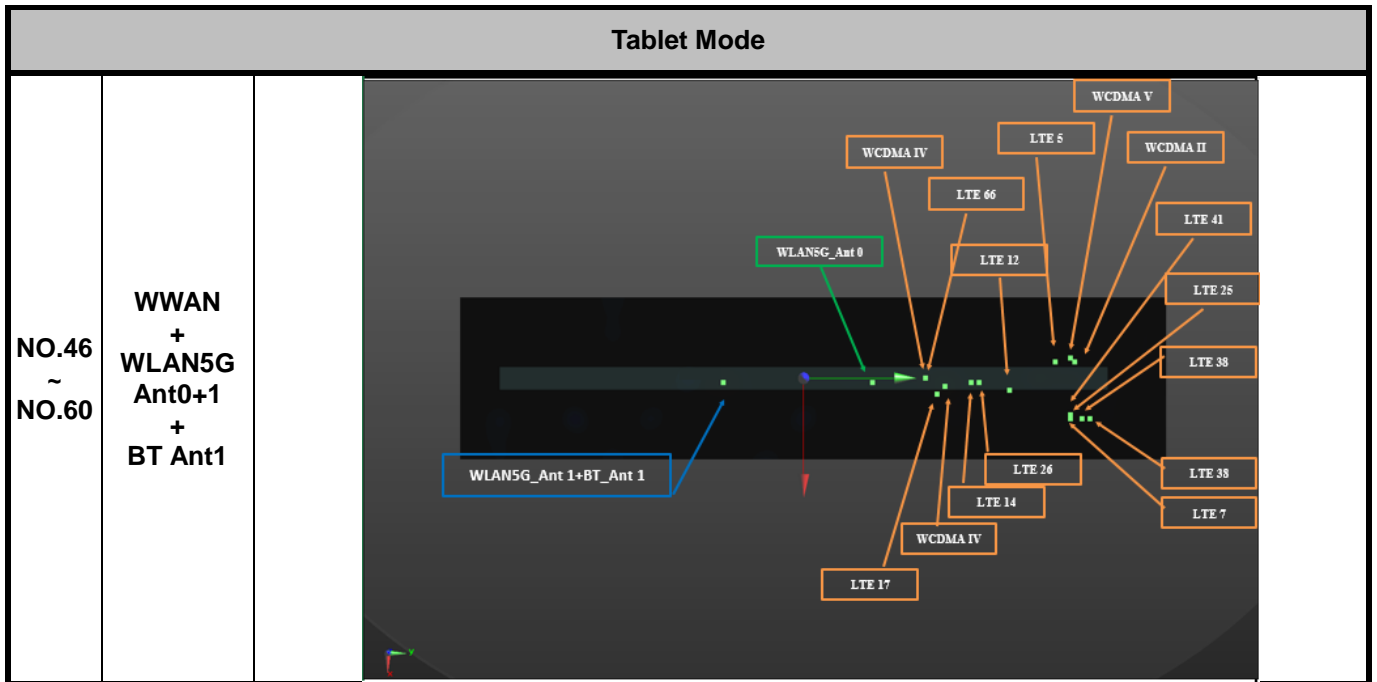 Tablet Mode
NO.46
~
NO.60
WWAN
+
WLAN5G
Ant0+1
+
BT Ant1
WCDMA V
LTE 5
WCDMA II
WCDMA IV
LTE 66
LTE 41
WLAN5G_Ant 0
LTE 12
LTE 25
LTE 38
WLAN5G_Ant 1+BT_Ant 1
LTE 26
LTE 38
LTE 14
LTE 7
WCDMA IV
LTE 17
y
x